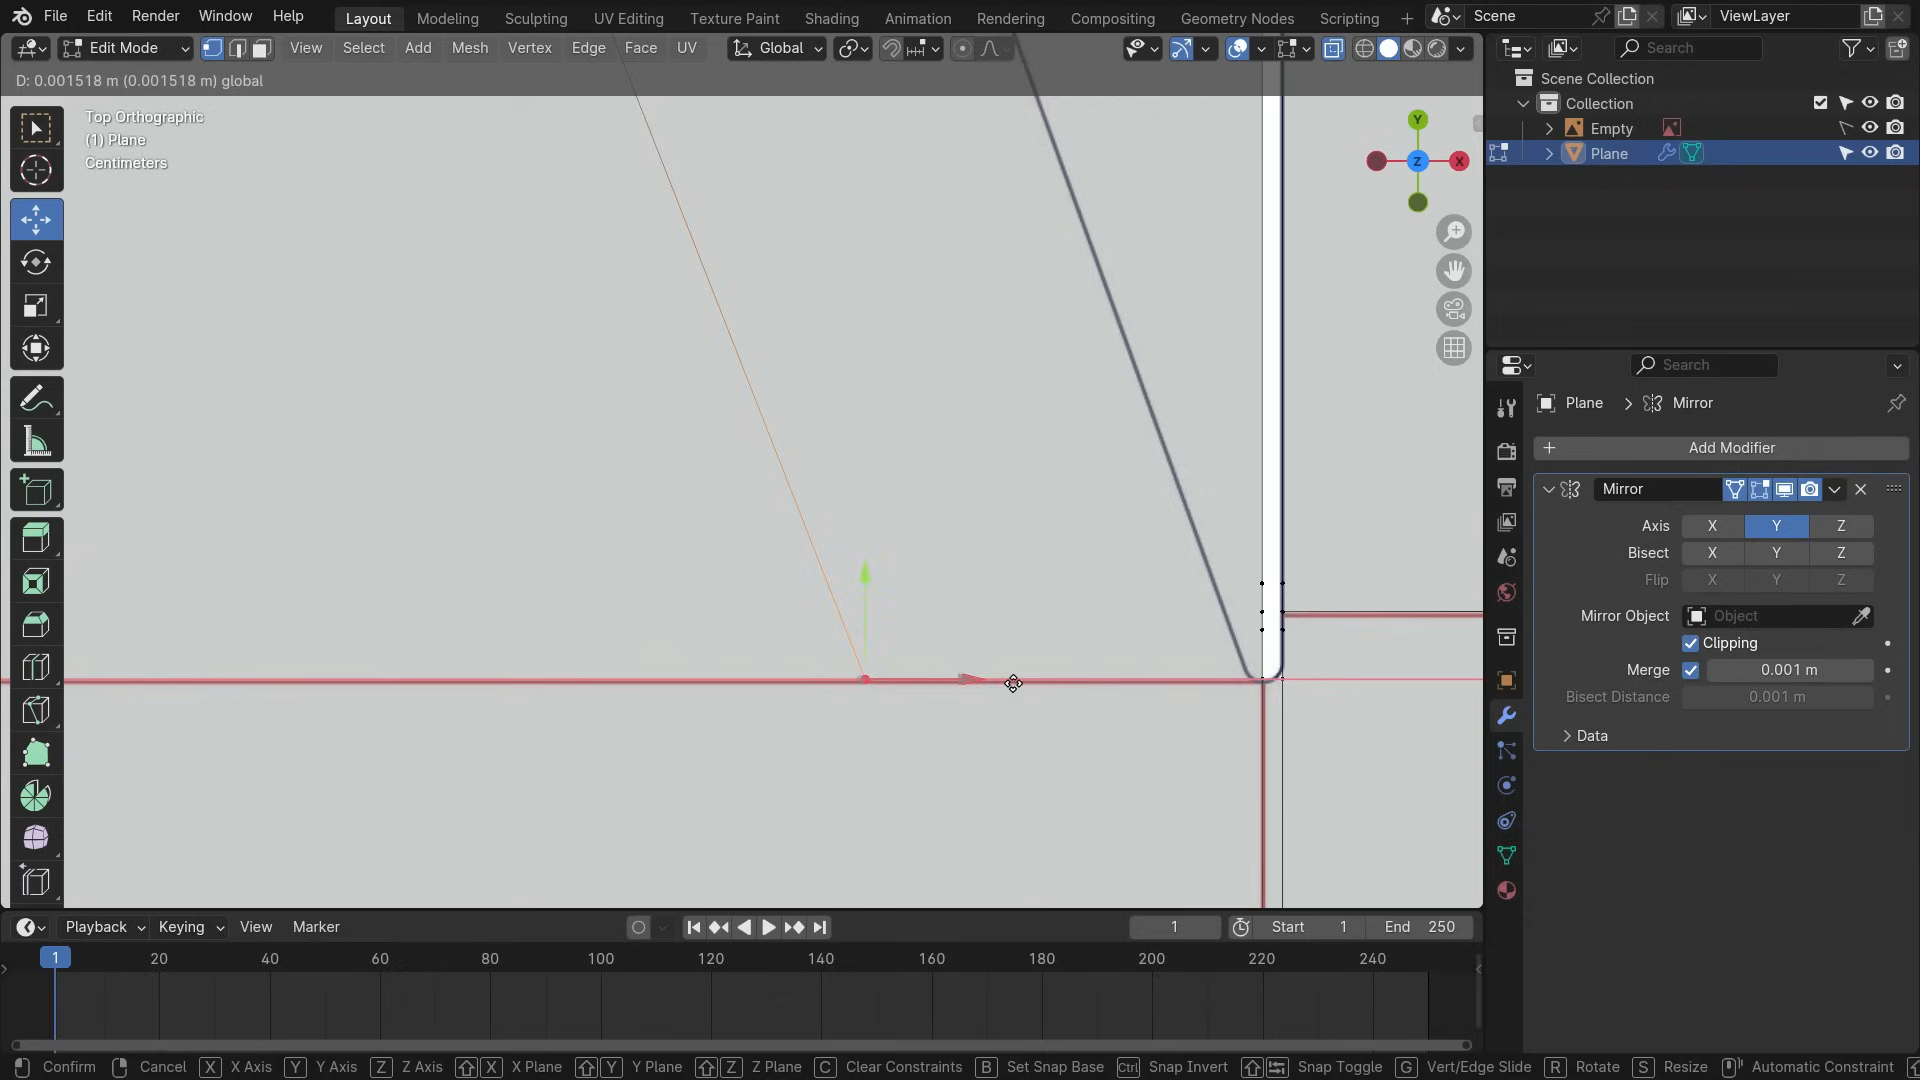 File Edit Render Window Help Layout Modeling Sculpting UV Editing Texture Paint Shading Animation Rendering Compositing Geometry Nodes Scripting + Scene ViewLayer
Edit Mode View Select Add Mesh Vertex Edge Face UV Global Search
D: 0.001518 m (0.001518 m) global
Scene Collection
Collection
Empty
Plane
Top Orthographic
(1) Plane
Centimeters
Y
Z X
Search
Plane > Mirror
+ Add Modifier
Mirror
Axis X Y Z
Bisect X Y Z
Flip X Y Z
Mirror Object Object
Clipping
Merge 0.001 m
Bisect Distance 0.001 m
Data
Playback Keying View Marker 1 Start 1 End 250
1 20 40 60 80 100 120 140 160 180 200 220 240
Confirm Cancel X X Axis Y Y Axis Z Z Axis X X Plane Y Y Plane Z Z Plane C Clear Constraints B Set Snap Base Ctrl Snap Invert Snap Toggle G Vert/Edge Slide R Rotate S Resize Automatic Constraint